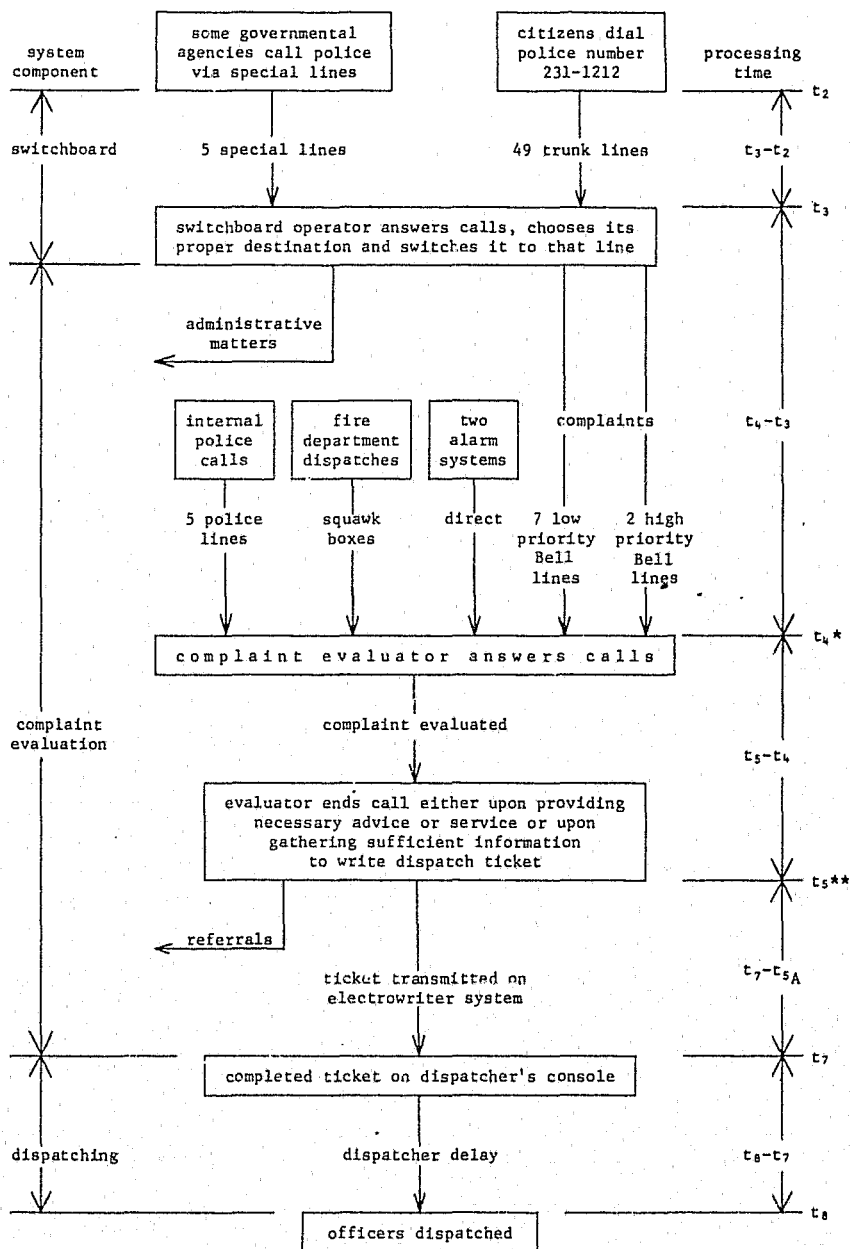 system
component
some governmental
agencies call police
via special lines
citizens dial
police number
231-1212
processing
time
t₂
switchboard
5 special lines
49 trunk lines
t₃-t₂
t₃
switchboard operator answers calls, chooses its
proper destination and switches it to that line
administrative
matters
internal
police
calls
fire
department
dispatches
two
alarm
systems
complaints
t₄-t₃
5 police
lines
squawk
boxes
direct
7 low
priority
Bell
lines
2 high
priority
Bell
lines
t₄*
complaint evaluator answers calls
complaint
evaluation
complaint evaluated
t₅-t₄
evaluator ends call either upon providing
necessary advice or service or upon
gathering sufficient information
to write dispatch ticket
t₅**
referrals
t₇-t₅A
ticket transmitted on
electrowriter system
t₇
completed ticket on dispatcher's console
dispatching
dispatcher delay
t₈-t₇
t₈
officers dispatched